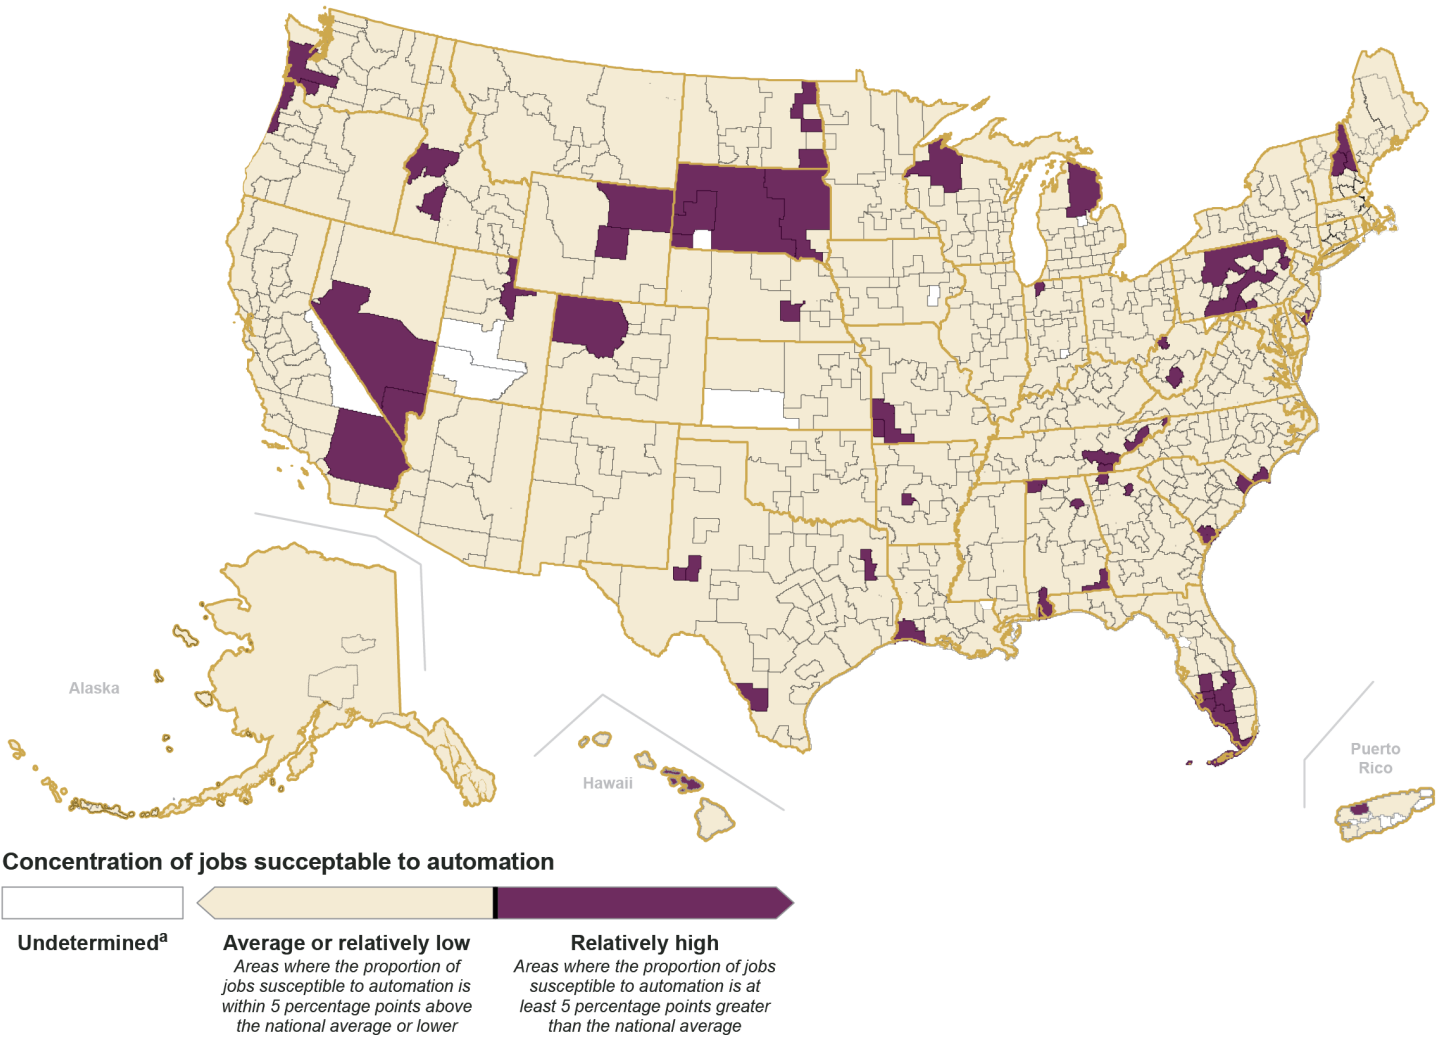 Alaska
Hawaii
Puerto
Rico
Concentration of jobs succeptable to automation
Undeterminedª
Average or relatively low
Areas where the proportion of
jobs susceptible to automation is
within 5 percentage points above
the national average or lower
Relatively high
Areas where the proportion of jobs
susceptible to automation is at
least 5 percentage points greater
than the national average